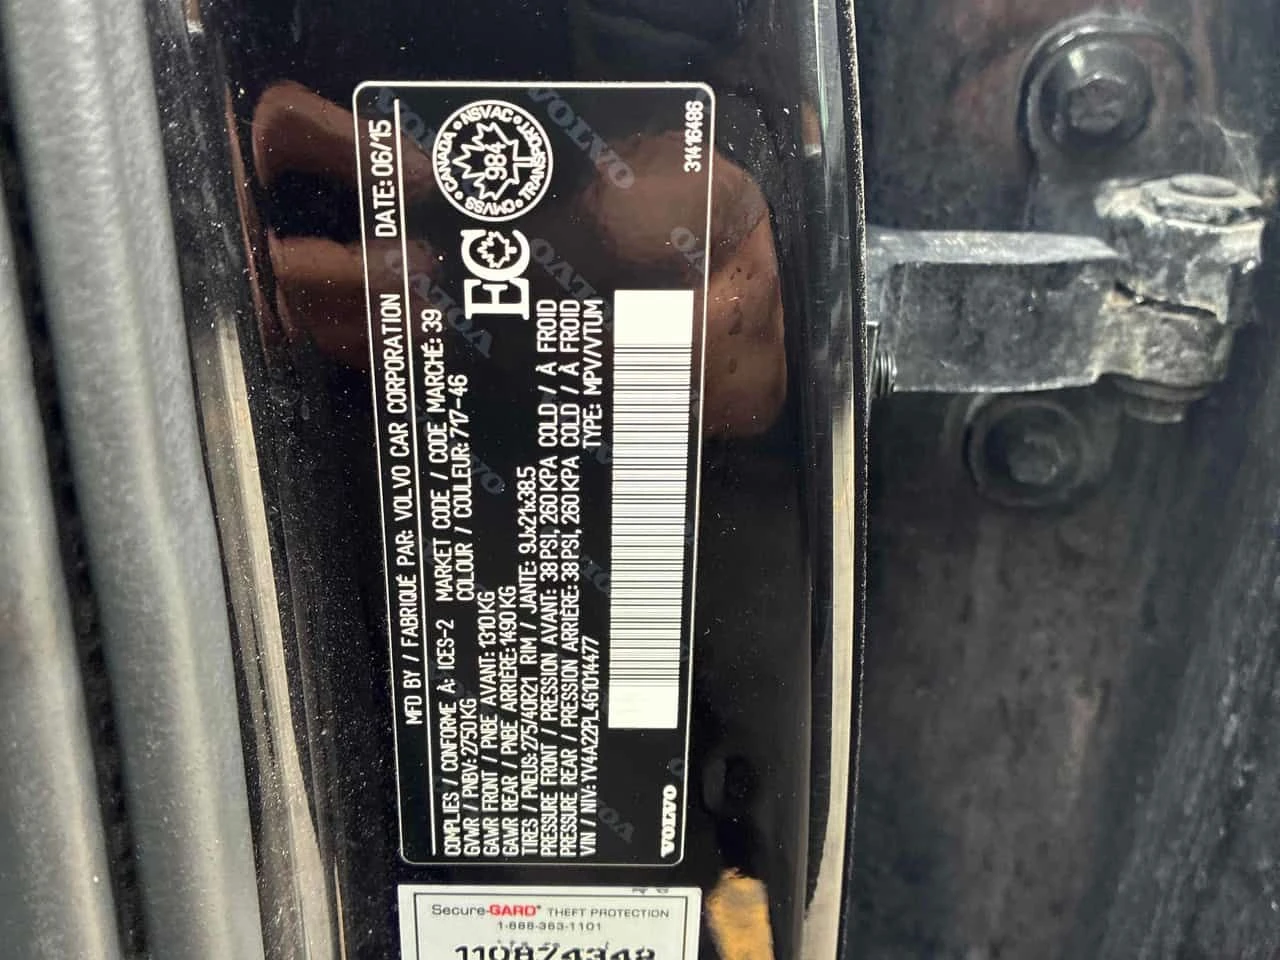 MFD BY / FABRIQUÉ PAR: VOLVO CAR CORPORATION DATE: 06/15
COMPLIES / CONFORME À: ICES-2 MARKET CODE / CODE MARCHÉ: 39
GVWR / PNBV: 2750 KG COLOUR / COULEUR: 717-46
GAWR FRONT / PNBE AVANT: 1310 KG
GAWR REAR / PNBE ARRIÈRE: 1490 KG
TIRES / PNEUS: 275/40R21 RIM / JANTE: 9Jx21x38.5
PRESSURE FRONT / PRESSION AVANT: 38 PSI, 260 KPA COLD / À FROID
PRESSURE REAR / PRESSION ARRIÈRE: 38 PSI, 260 KPA COLD / À FROID
VIN / NIV: YV4A22PL4G1014477 TYPE: MPV/VTUM
EC
CANADA • NSVAC • TRANSPORT • CMVSS
984
VOLVO
31416486
Secure-GARD® THEFT PROTECTION
1-888-363-1101
110874348